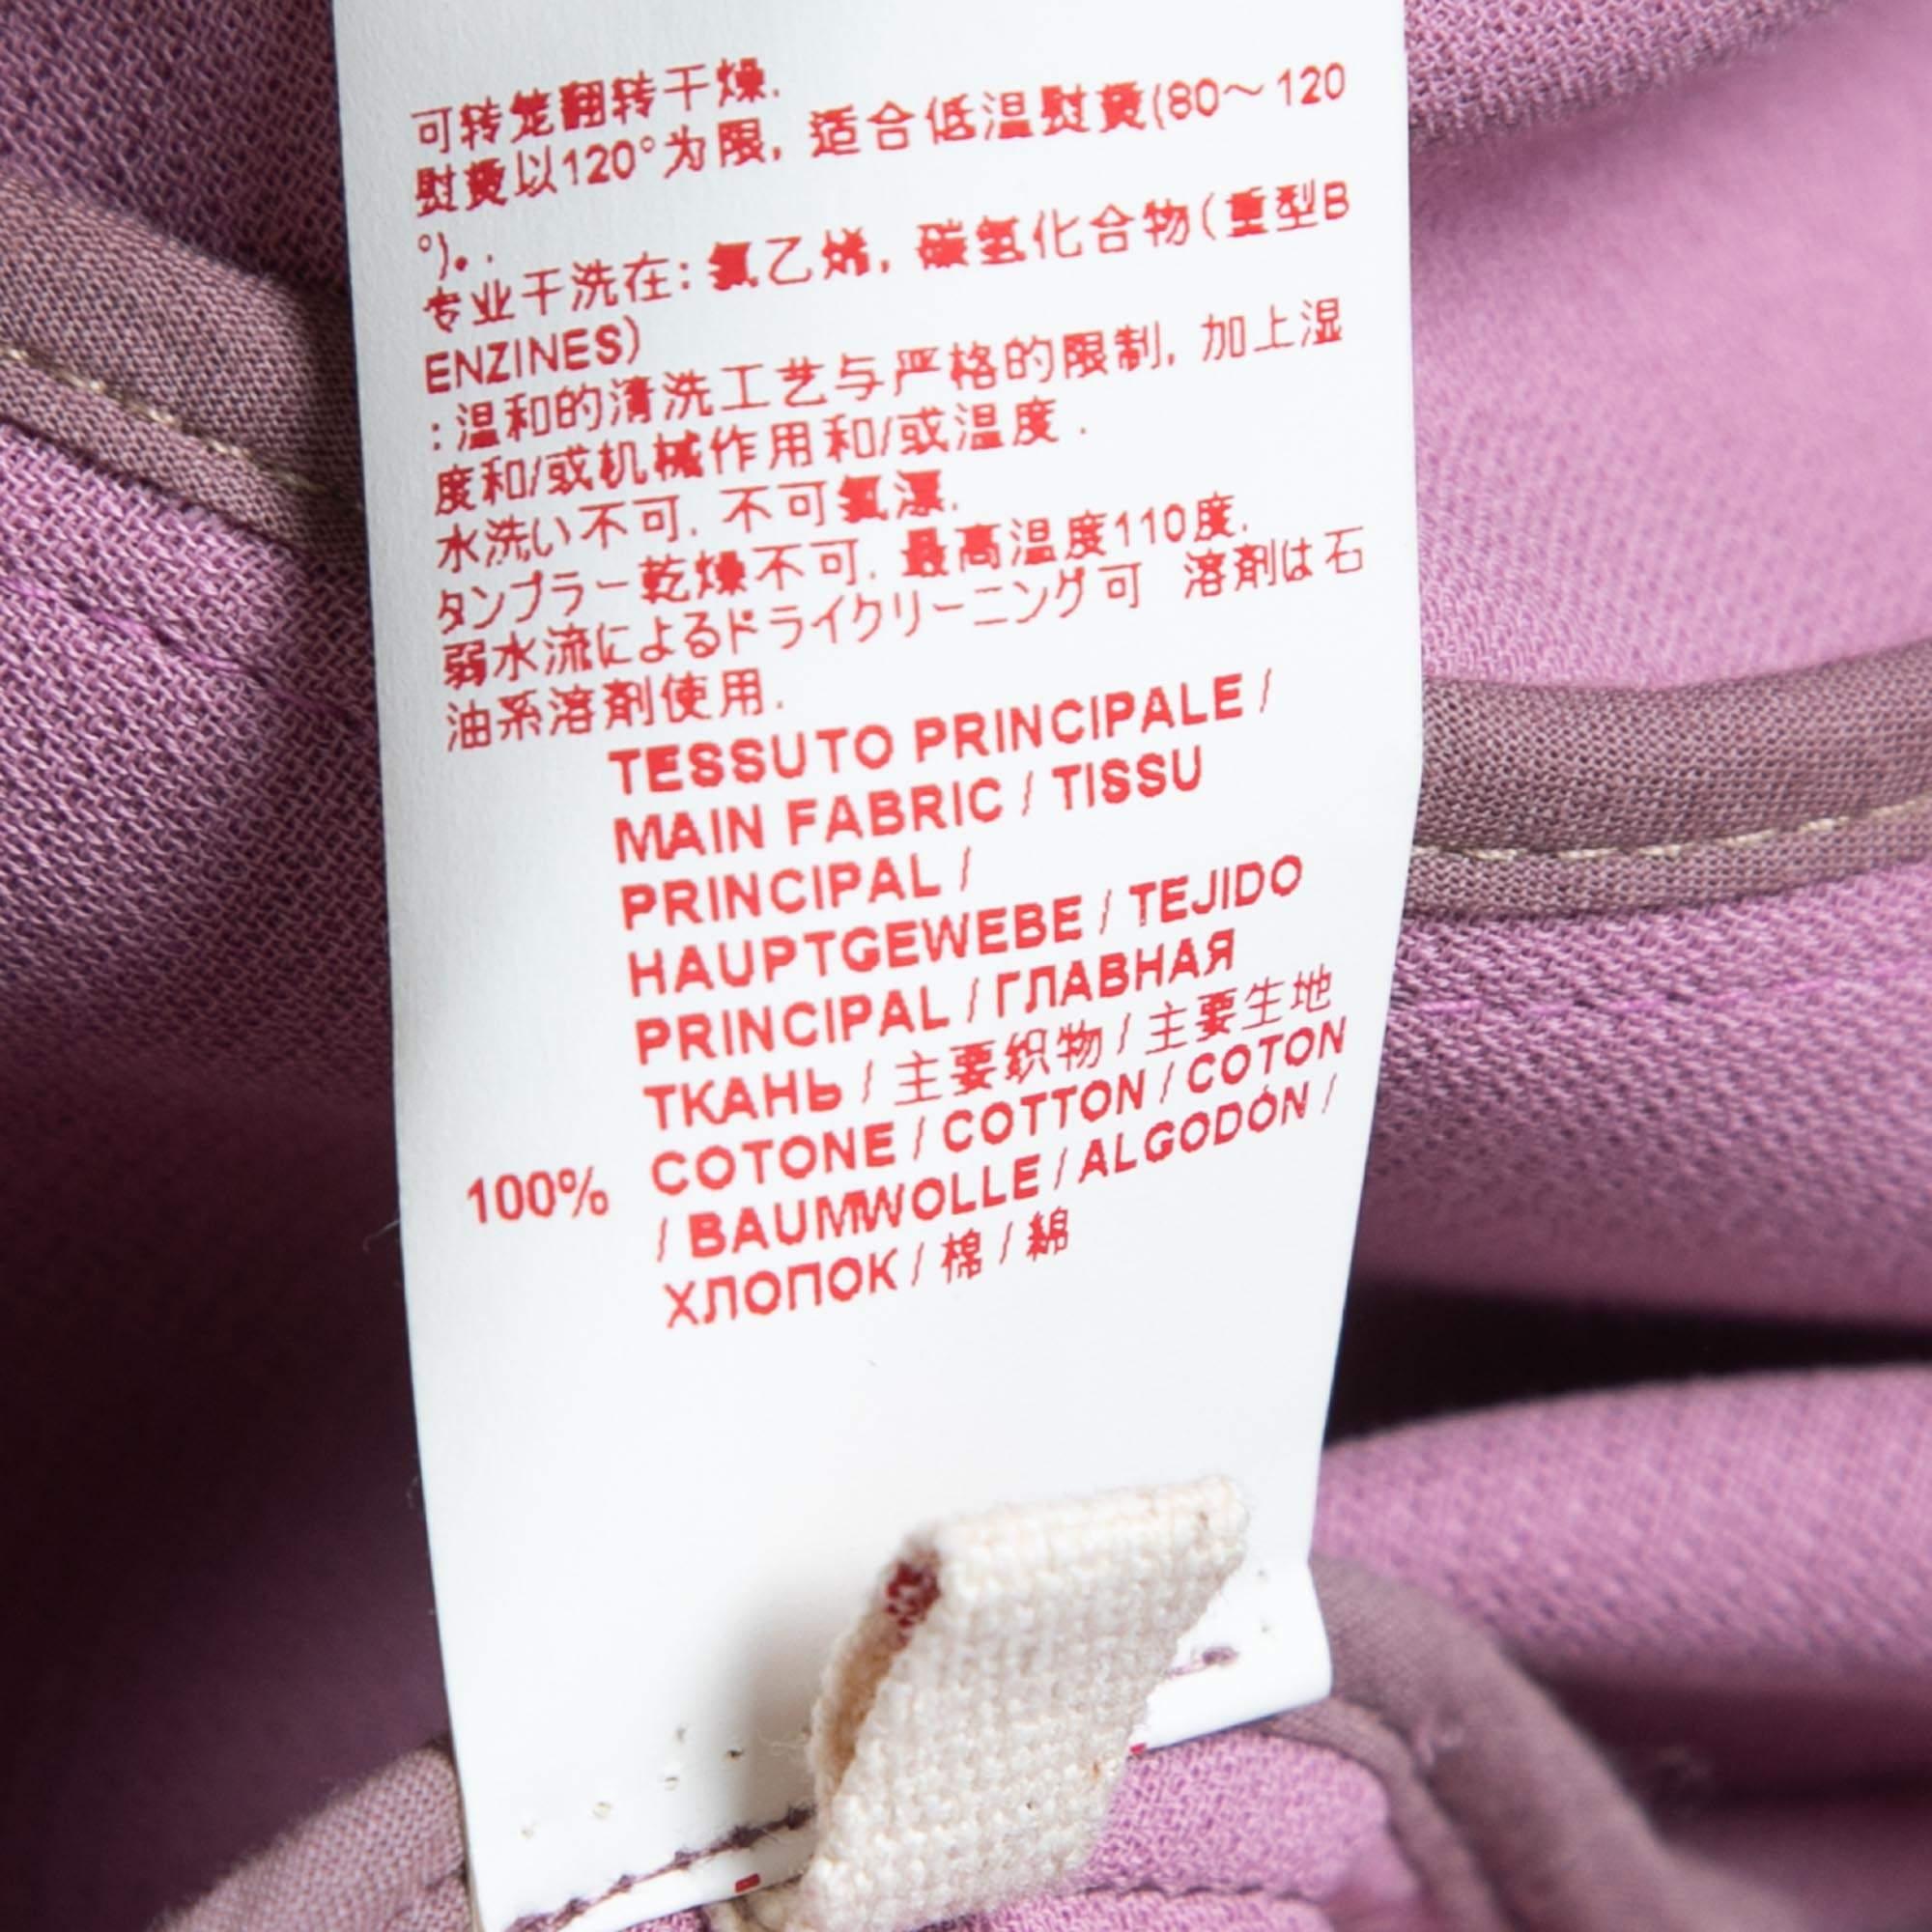 可转笼翻转干燥.
熨烫以120°为限, 适合低温熨烫(80～120
°)。.
专业干洗在: 氯乙烯, 碳氢化合物(重型B
ENZINES)
:温和的清洗工艺与严格的限制, 加上湿
度和/或机械作用和/或温度.
水洗い不可. 不可氯漂.
タンブラー乾燥不可. 最高温度110度.
弱水流によるドライクリーニング可 溶剤は石
油系溶剤使用.
TESSUTO PRINCIPALE /
MAIN FABRIC / TISSU
PRINCIPAL /
HAUPTGEWEBE / TEJIDO
PRINCIPAL / ГЛАВНАЯ
ТКАНЬ / 主要织物 / 主要生地
100% COTONE / COTTON / COTON
/ BAUMWOLLE / ALGODÓN /
ХЛОПОК / 棉 / 綿